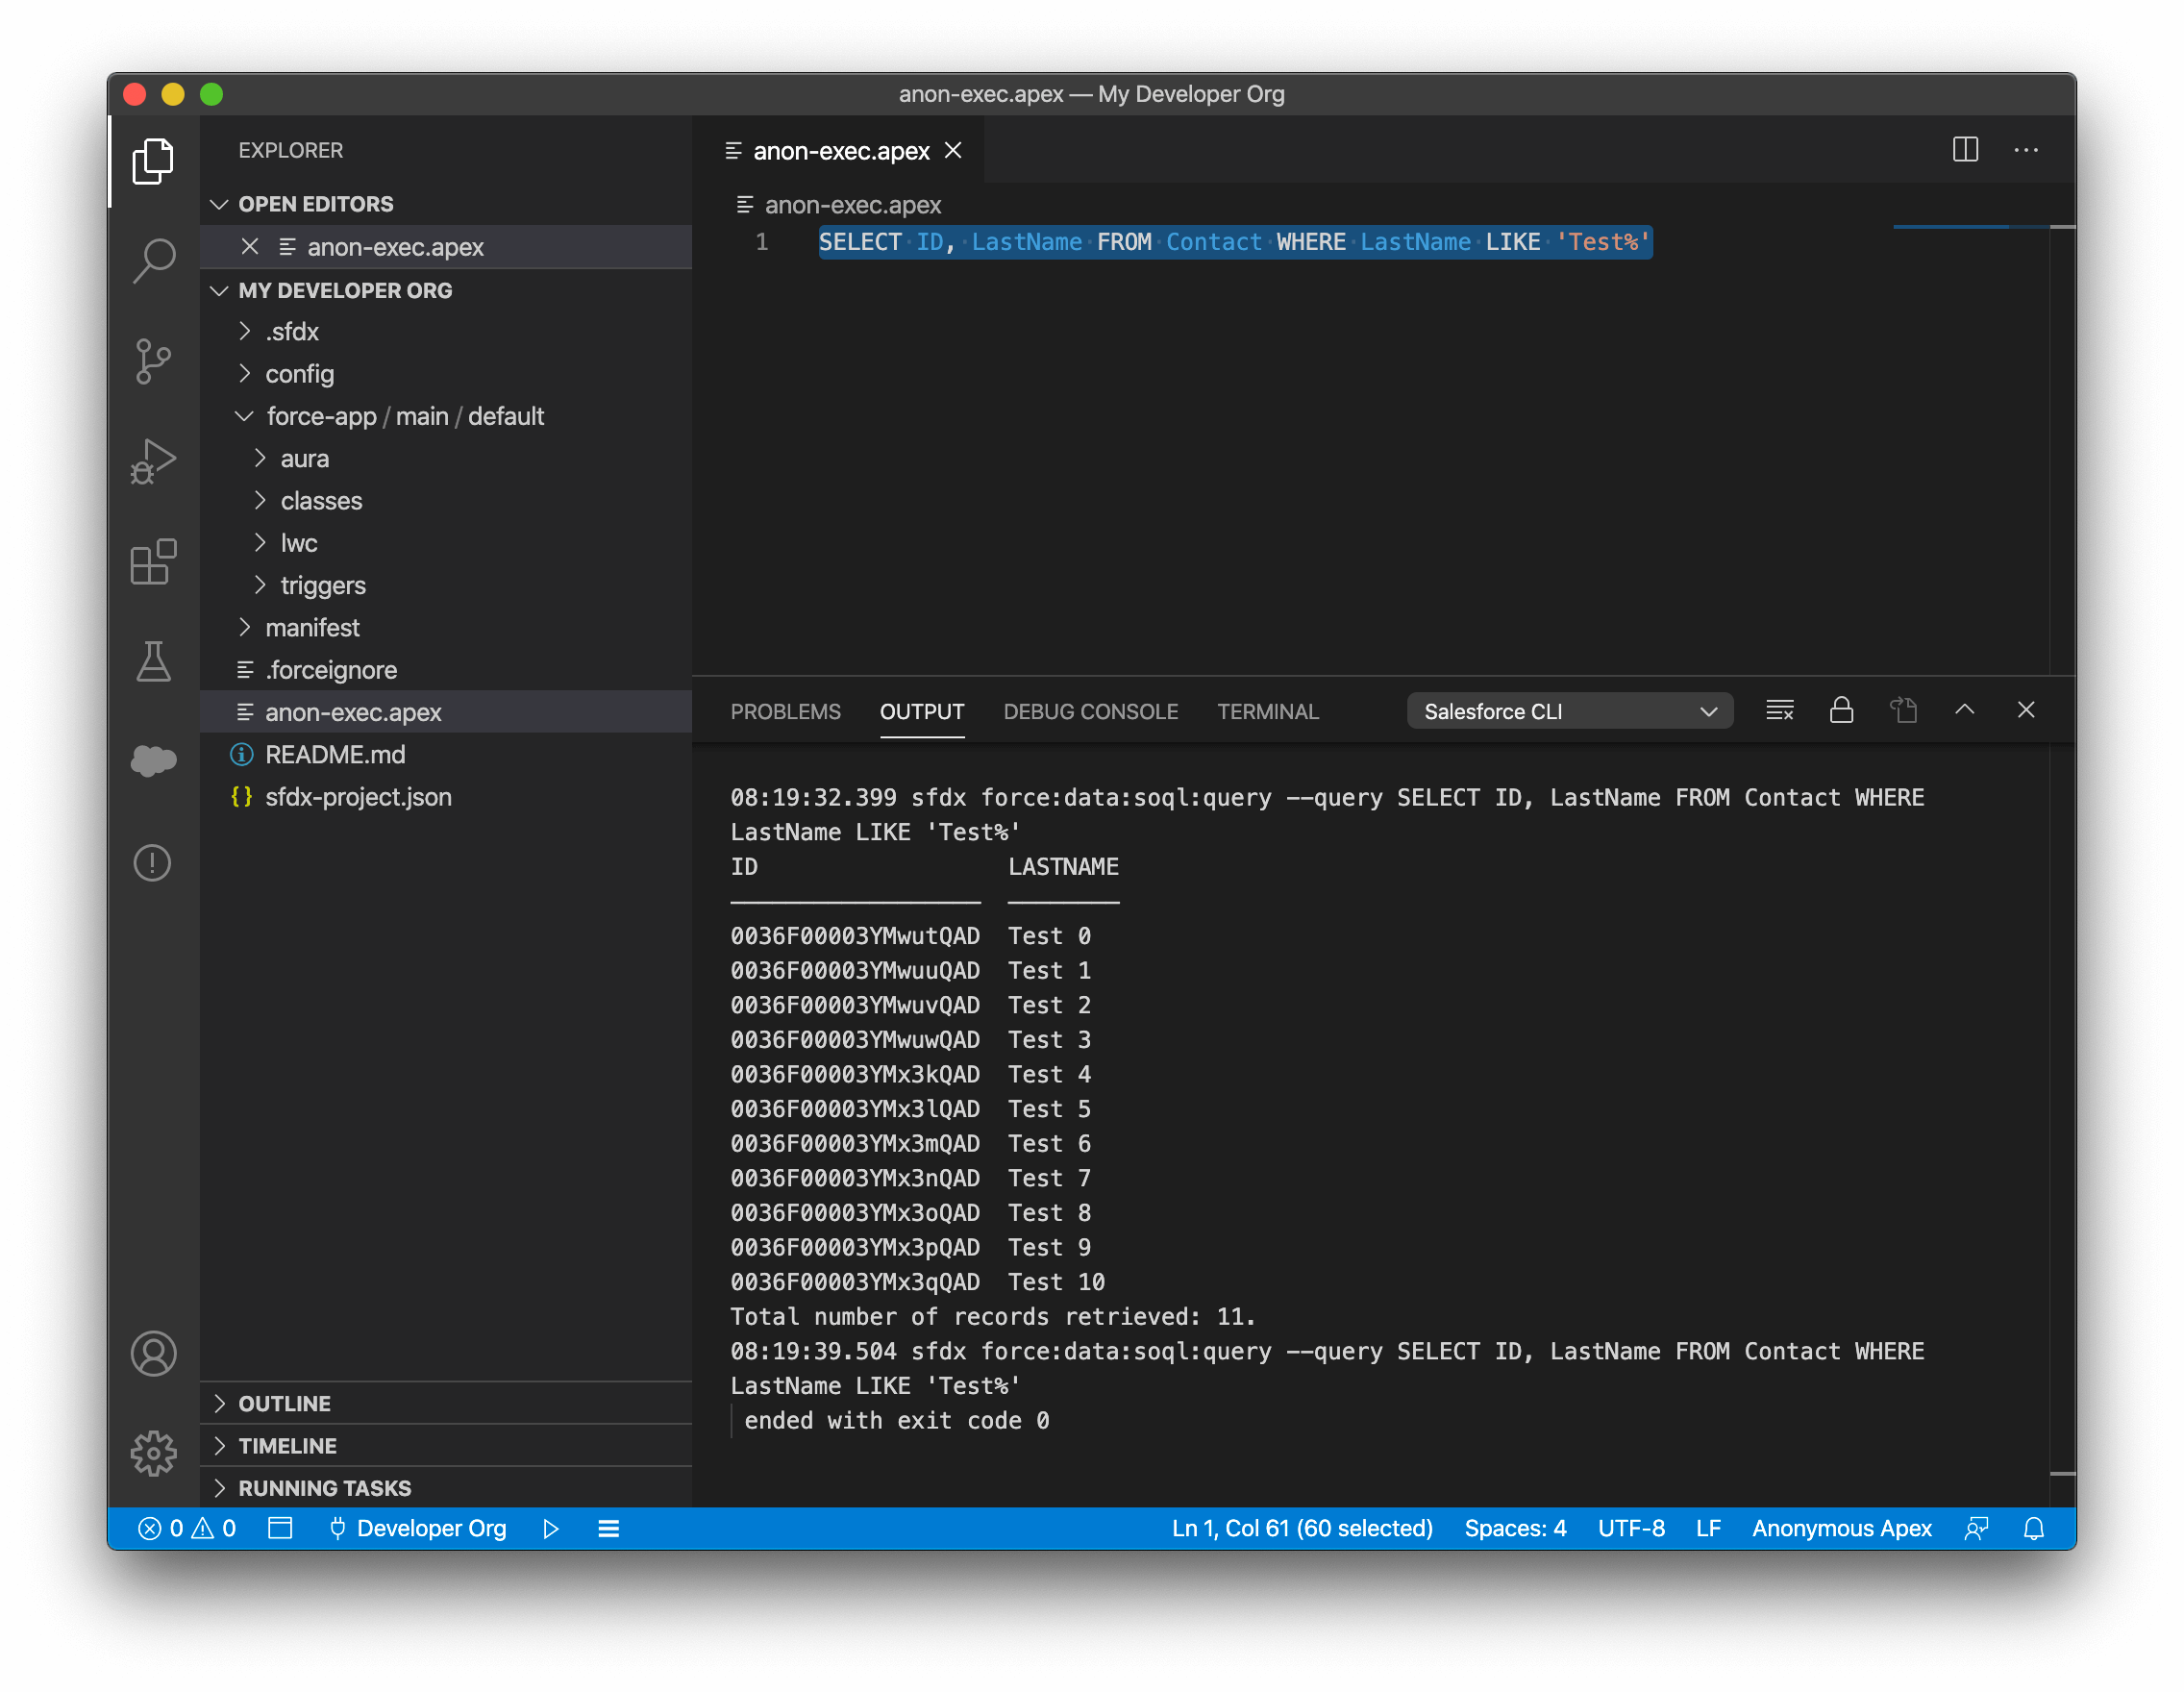 anon-exec.apex — My Developer Org
EXPLORER
OPEN EDITORS
anon-exec.apex
MY DEVELOPER ORG
.sfdx
config
force-app / main / default
aura
classes
lwc
triggers
manifest
.forceignore
anon-exec.apex
README.md
sfdx-project.json
OUTLINE
TIMELINE
RUNNING TASKS
anon-exec.apex
anon-exec.apex
1 SELECT ID, LastName FROM Contact WHERE LastName LIKE 'Test%'
PROBLEMS OUTPUT DEBUG CONSOLE TERMINAL Salesforce CLI
08:19:32.399 sfdx force:data:soql:query --query SELECT ID, LastName FROM Contact WHERE
LastName LIKE 'Test%'
ID LASTNAME
0036F00003YMwutQAD Test 0
0036F00003YMwuuQAD Test 1
0036F00003YMwuvQAD Test 2
0036F00003YMwuwQAD Test 3
0036F00003YMx3kQAD Test 4
0036F00003YMx3lQAD Test 5
0036F00003YMx3mQAD Test 6
0036F00003YMx3nQAD Test 7
0036F00003YMx3oQAD Test 8
0036F00003YMx3pQAD Test 9
0036F00003YMx3qQAD Test 10
Total number of records retrieved: 11.
08:19:39.504 sfdx force:data:soql:query --query SELECT ID, LastName FROM Contact WHERE
LastName LIKE 'Test%'
ended with exit code 0
0 0 Developer Org Ln 1, Col 61 (60 selected) Spaces: 4 UTF-8 LF Anonymous Apex